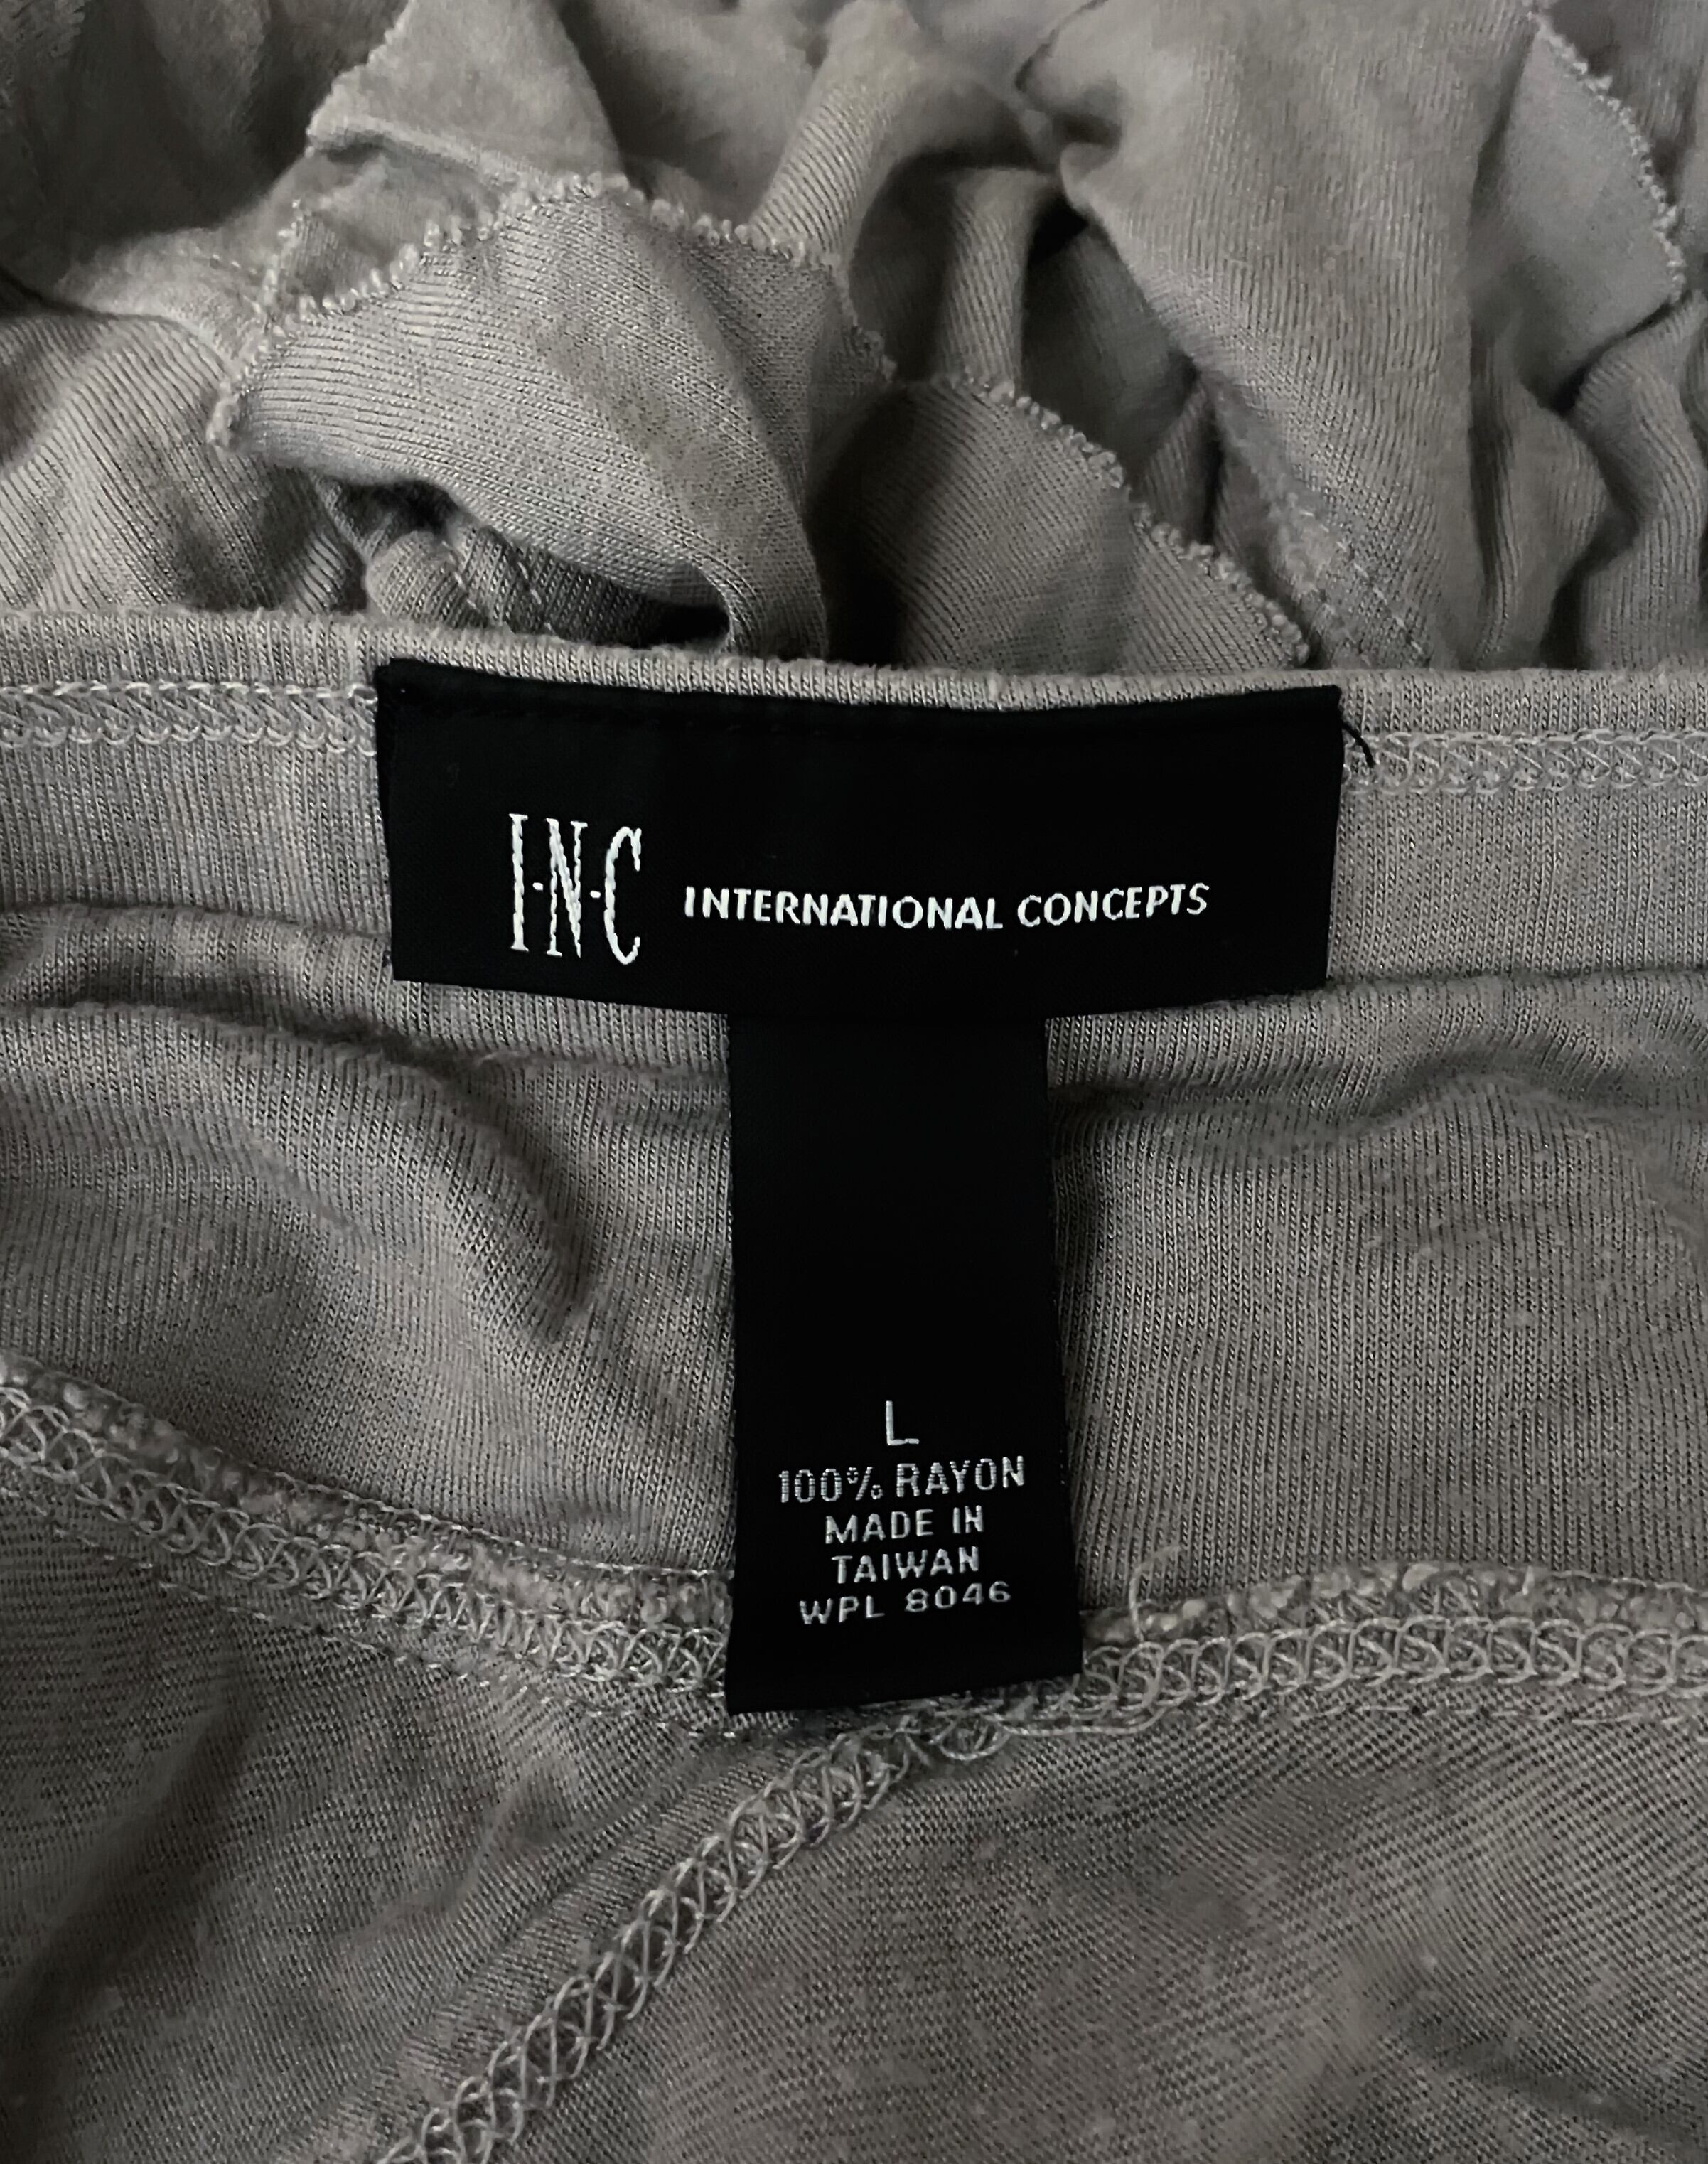 I·N·C INTERNATIONAL CONCEPTS
L
100% RAYON
MADE IN
TAIWAN
WPL 8046